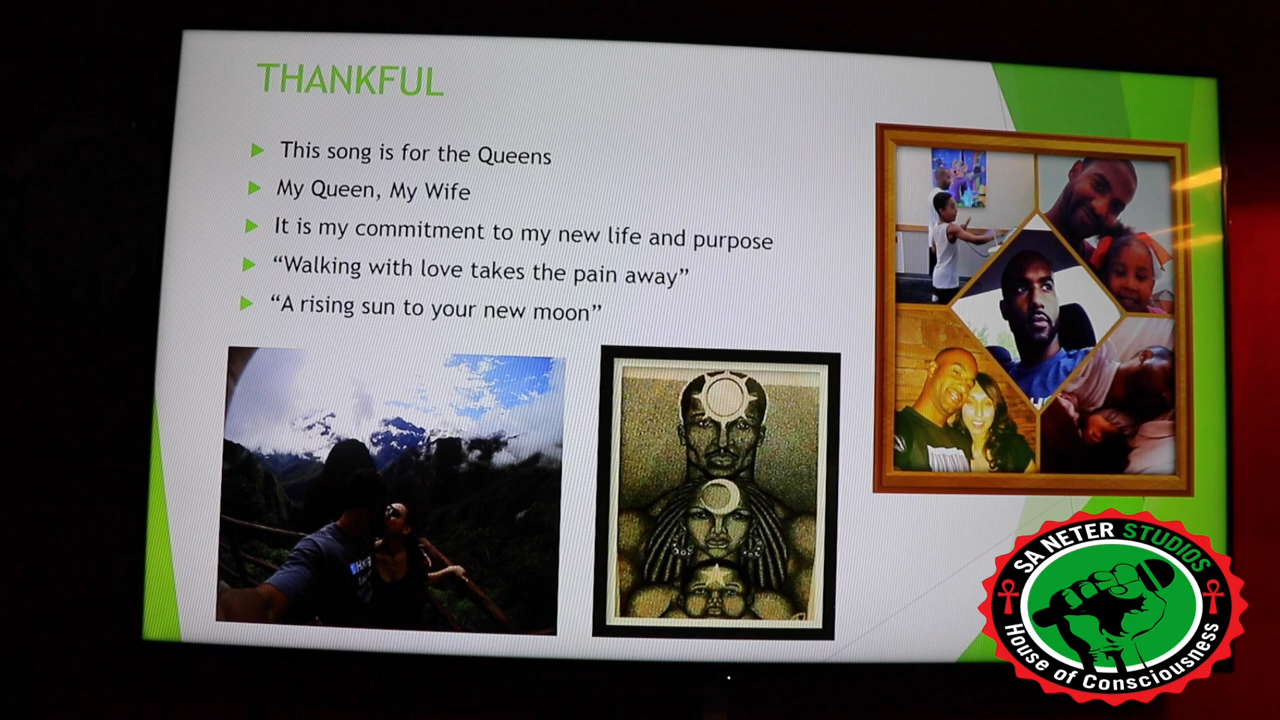 THANKFUL
This song is for the Queens
My Queen, My Wife
It is my commitment to my new life and purpose
“Walking with love takes the pain away”
“A rising sun to your new moon”
SA NETER STUDIOS
House of Consciousness